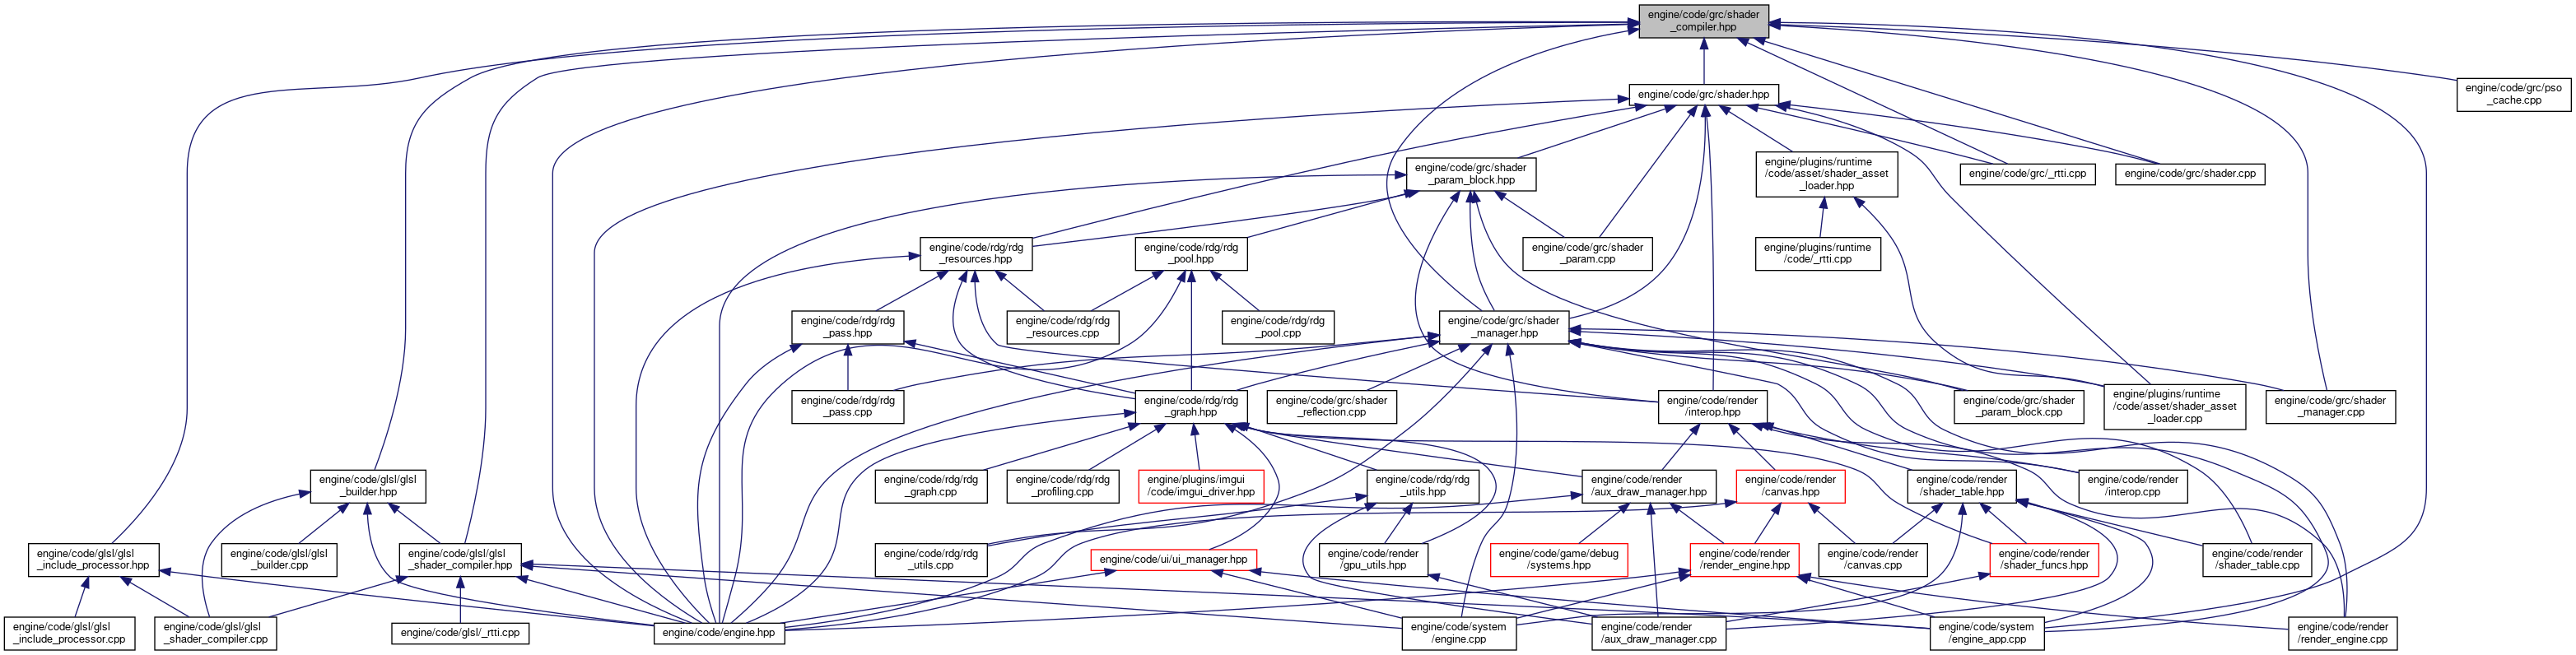 engine/code/grc/shader
_compiler.hpp
engine/code/grc/shader.hpp
engine/code/grc/pso
_cache.cpp
engine/code/grc/shader
_param_block.hpp
engine/plugins/runtime
/code/asset/shader_asset
_loader.hpp
engine/code/grc/_rtti.cpp
engine/code/grc/shader.cpp
engine/code/rdg/rdg
_resources.hpp
engine/code/rdg/rdg
_pool.hpp
engine/code/grc/shader
_param.cpp
engine/plugins/runtime
/code/_rtti.cpp
engine/code/rdg/rdg
_pass.hpp
engine/code/rdg/rdg
_resources.cpp
engine/code/rdg/rdg
_pool.cpp
engine/code/grc/shader
_manager.hpp
engine/code/rdg/rdg
_pass.cpp
engine/code/rdg/rdg
_graph.hpp
engine/code/grc/shader
_reflection.cpp
engine/code/render
/interop.hpp
engine/code/grc/shader
_param_block.cpp
engine/plugins/runtime
/code/asset/shader_asset
_loader.cpp
engine/code/grc/shader
_manager.cpp
engine/code/glsl/glsl
_builder.hpp
engine/code/rdg/rdg
_graph.cpp
engine/code/rdg/rdg
_profiling.cpp
engine/plugins/imgui
/code/imgui_driver.hpp
engine/code/rdg/rdg
_utils.hpp
engine/code/render
/aux_draw_manager.hpp
engine/code/render
/canvas.hpp
engine/code/render
/shader_table.hpp
engine/code/render
/interop.cpp
engine/code/glsl/glsl
_include_processor.hpp
engine/code/glsl/glsl
_builder.cpp
engine/code/glsl/glsl
_shader_compiler.hpp
engine/code/rdg/rdg
_utils.cpp
engine/code/ui/ui_manager.hpp
engine/code/render
/gpu_utils.hpp
engine/code/game/debug
/systems.hpp
engine/code/render
/render_engine.hpp
engine/code/render
/canvas.cpp
engine/code/render
/shader_funcs.hpp
engine/code/render
/shader_table.cpp
engine/code/glsl/glsl
_include_processor.cpp
engine/code/glsl/glsl
_shader_compiler.cpp
engine/code/glsl/_rtti.cpp
engine/code/engine.hpp
engine/code/system
/engine.cpp
engine/code/render
/aux_draw_manager.cpp
engine/code/system
/engine_app.cpp
engine/code/render
/render_engine.cpp